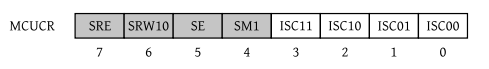 MCUCR SRE SRW10 SE SM1 ISC11 ISC10 ISC01 ISC00
7 6 5 4 3 2 1 0